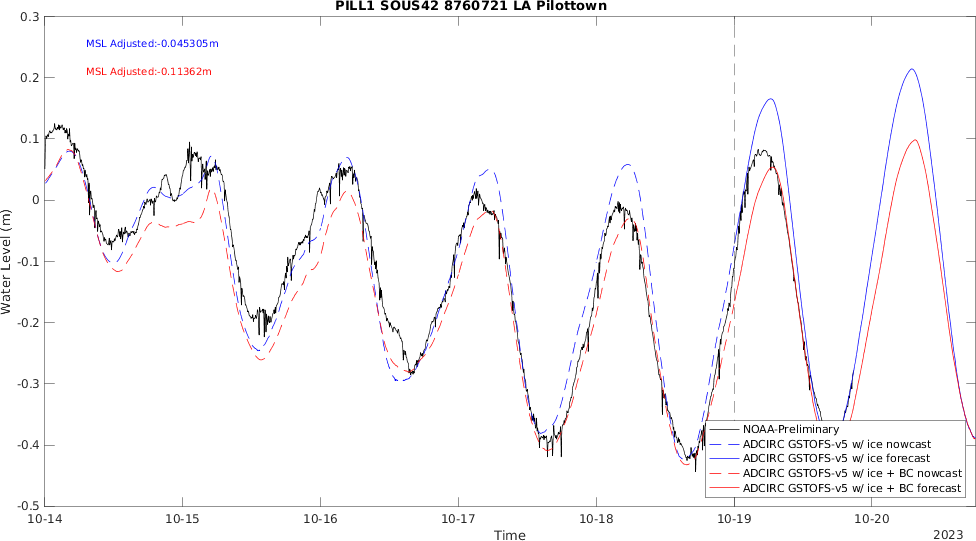 PILL1 SOUS42 8760721 LA Pilottown
MSL Adjusted:-0.045305m
MSL Adjusted:-0.11362m
Water Level (m)
0.3
0.2
0.1
0
-0.1
-0.2
-0.3
-0.4
-0.5
NOAA-Preliminary
ADCIRC GSTOFS-v5 w/ ice nowcast
ADCIRC GSTOFS-v5 w/ ice forecast
ADCIRC GSTOFS-v5 w/ ice + BC nowcast
ADCIRC GSTOFS-v5 w/ ice + BC forecast
10-14 10-15 10-16 10-17 10-18 10-19 10-20
Time
2023